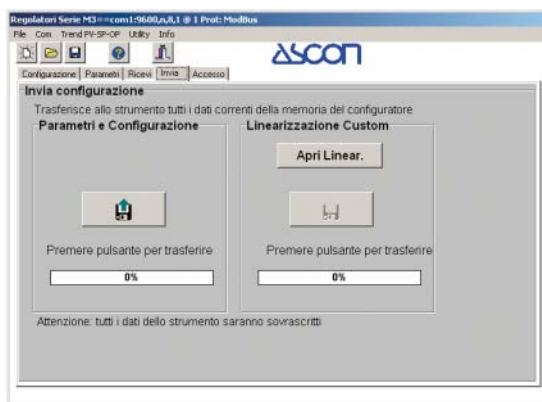 Regolatori Serie M3==com1:9600,n,8,1 @ 1 Prot: ModBus
File Com Trend PV-SP-OP Utility Info
ascon
Configurazione Parametri Ricevi Invia Accesso
Invia configurazione
Trasferisce allo strumento tutti i dati correnti della memoria del configuratore
Parametri e Configurazione
Linearizzazione Custom
Apri Linear.
Premere pulsante per trasferire
Premere pulsante per trasferire
0%
0%
Attenzione: tutti i dati dello strumento saranno sovrascritti